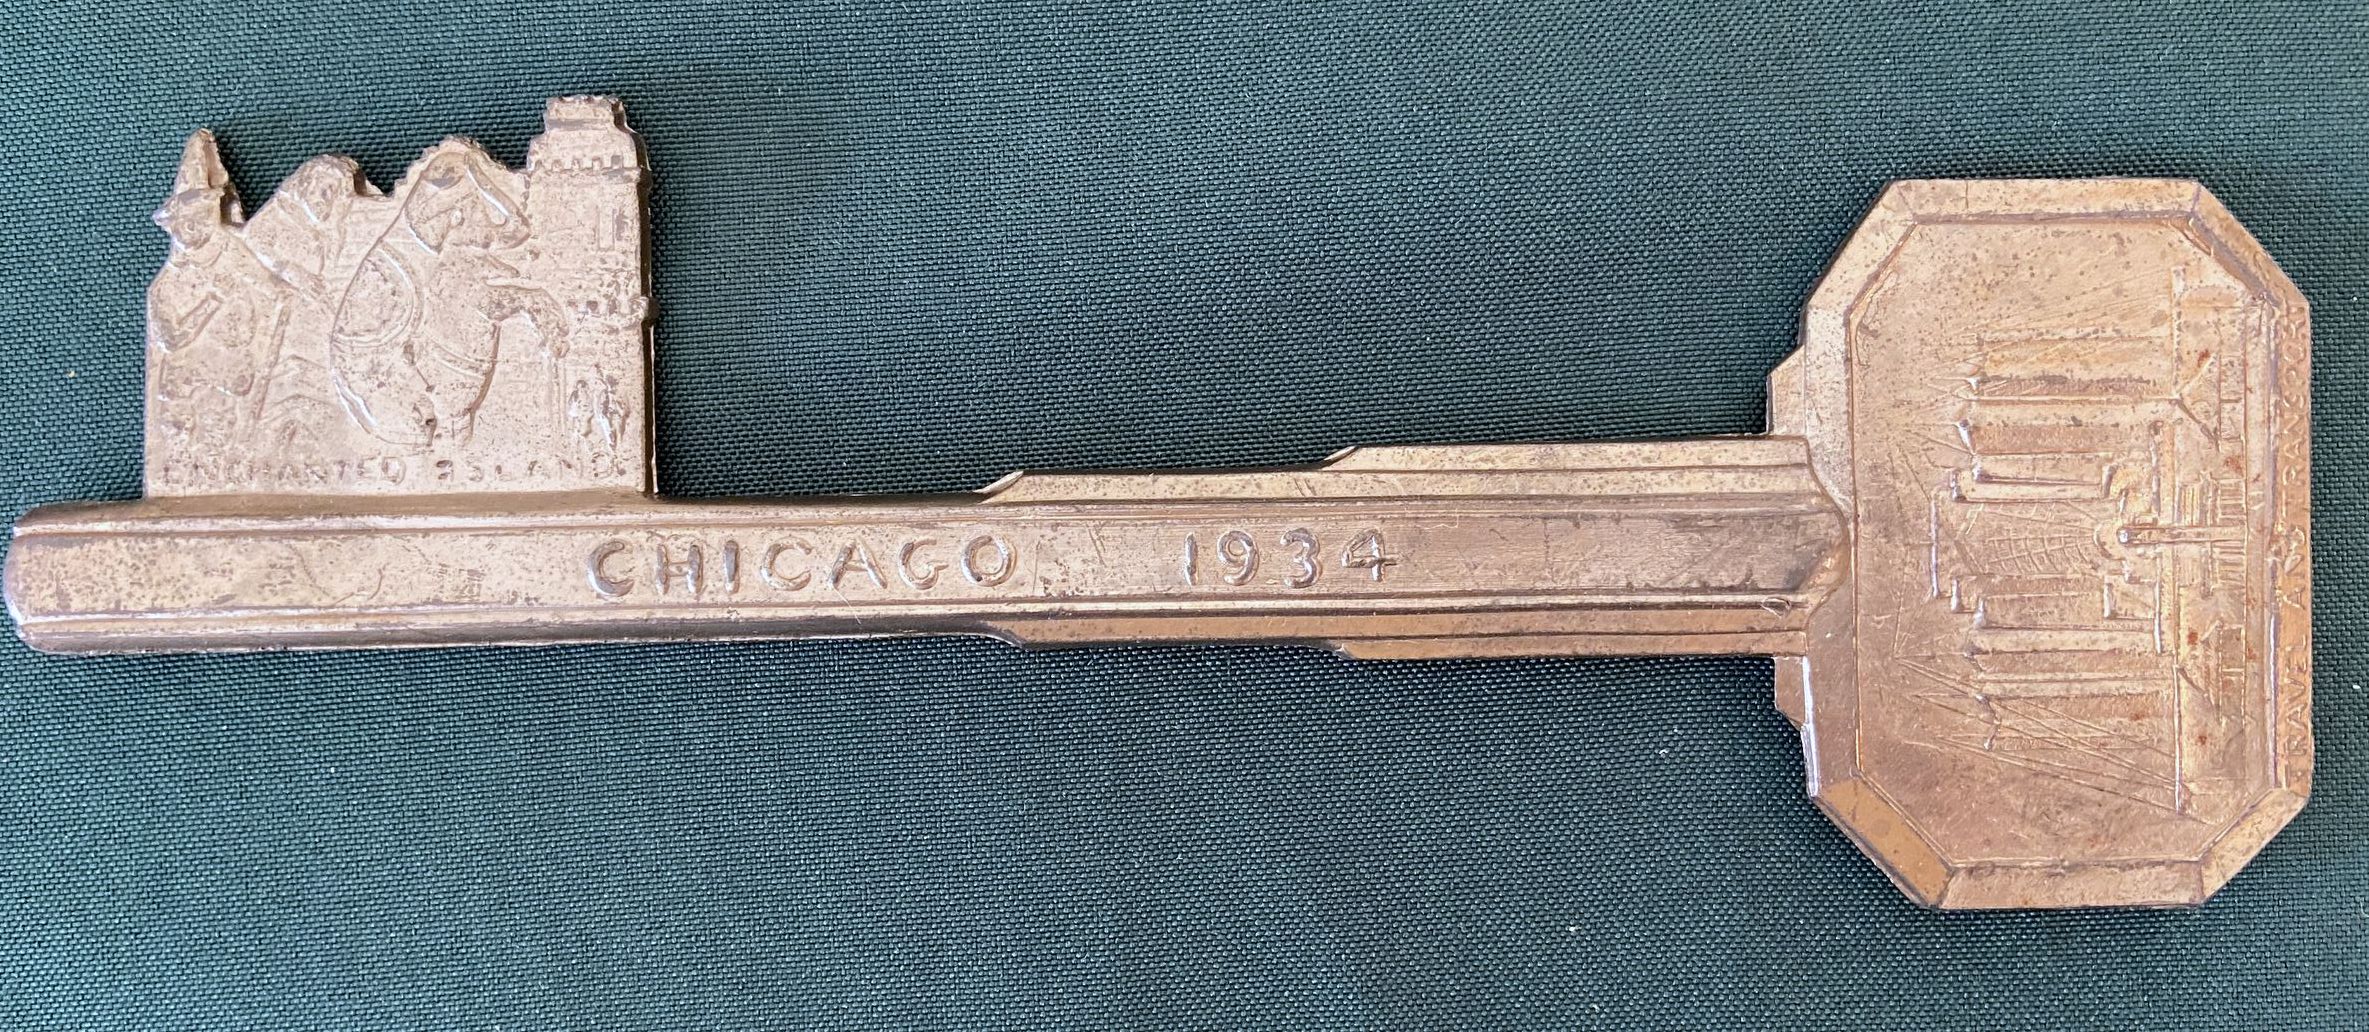 ENCHANTED ISLAND
CHICAGO 1934
TRAVEL AND TRANSPORT